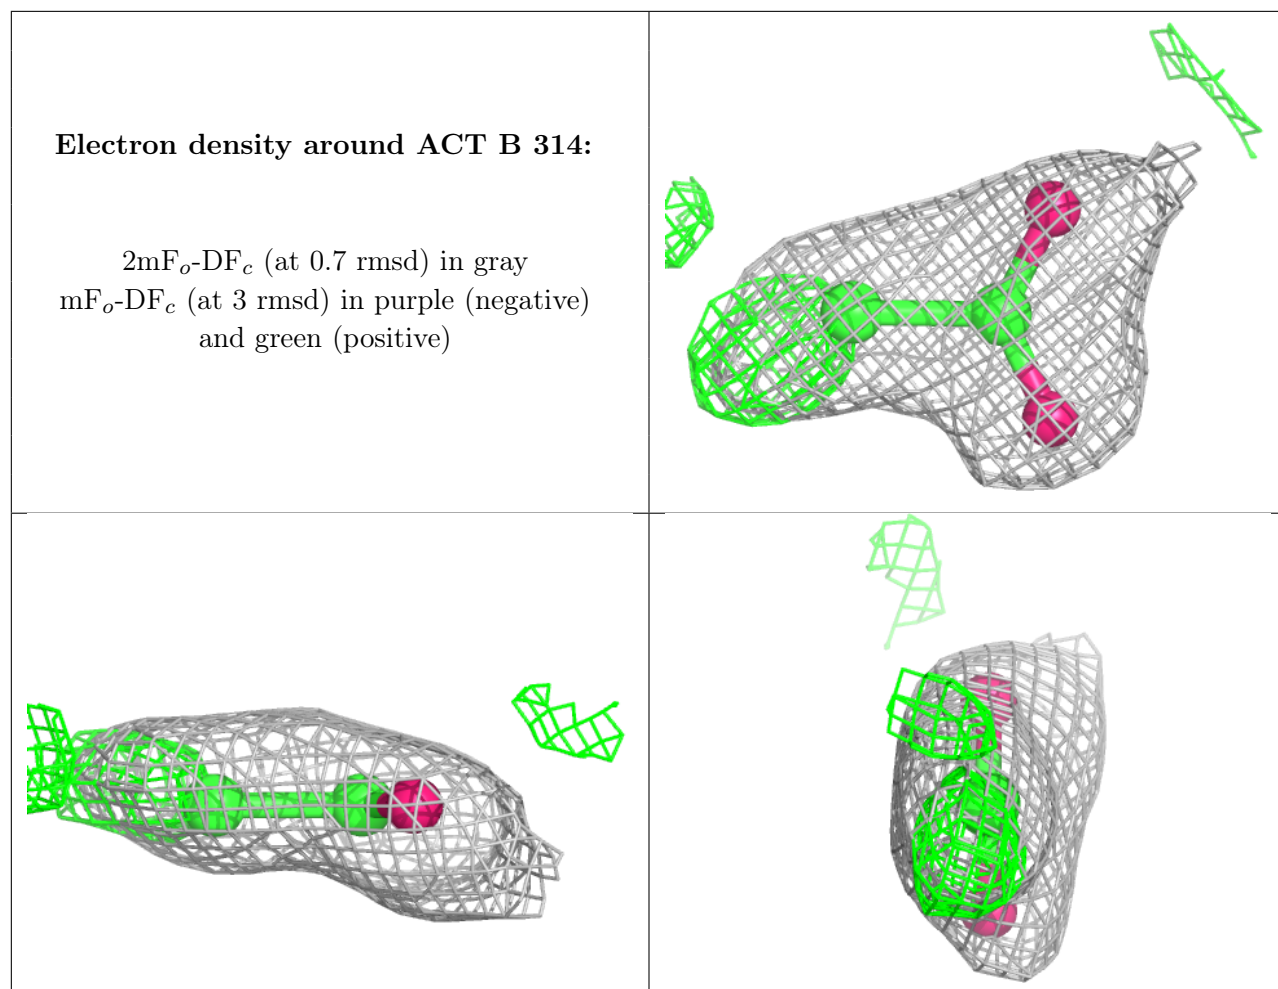 Electron density around ACT B 314:
2mFo-DFc (at 0.7 rmsd) in gray
mFo-DFc (at 3 rmsd) in purple (negative)
and green (positive)